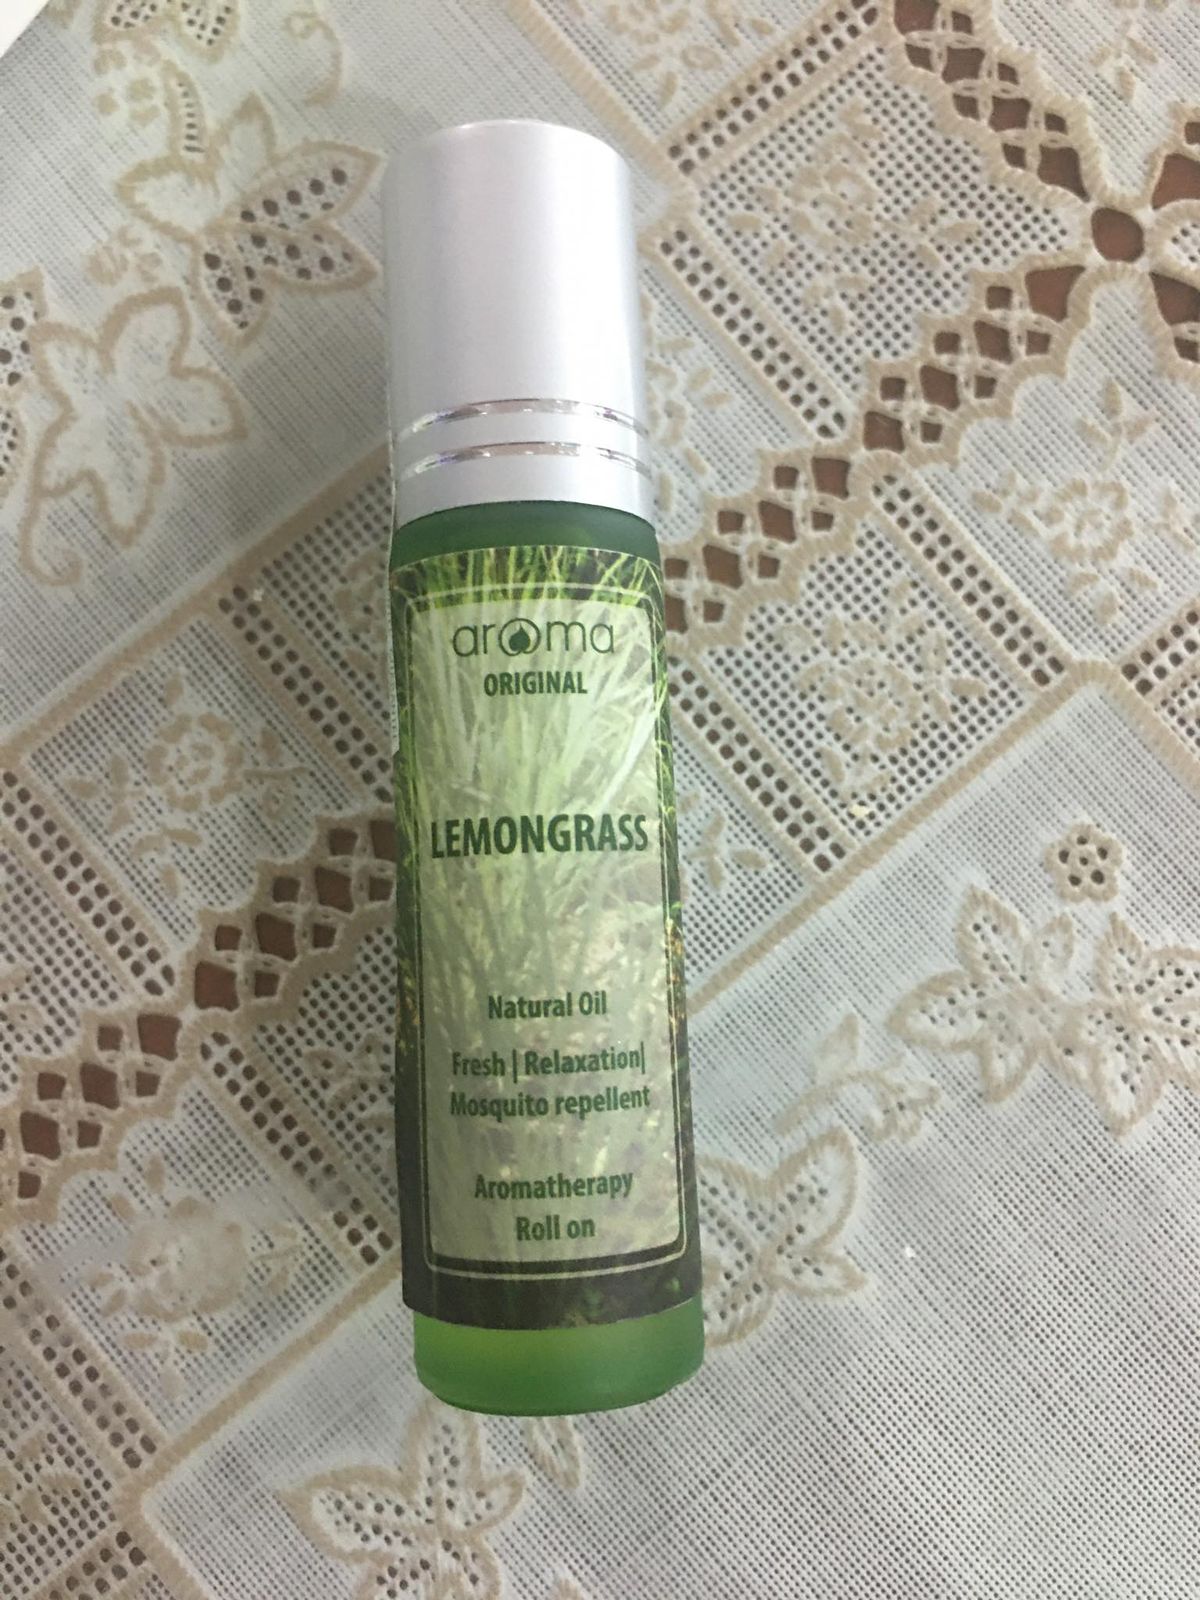 aroma
ORIGINAL
LEMONGRASS
Natural Oil
Fresh | Relaxation|
Mosquito repellent
Aromatherapy
Roll on